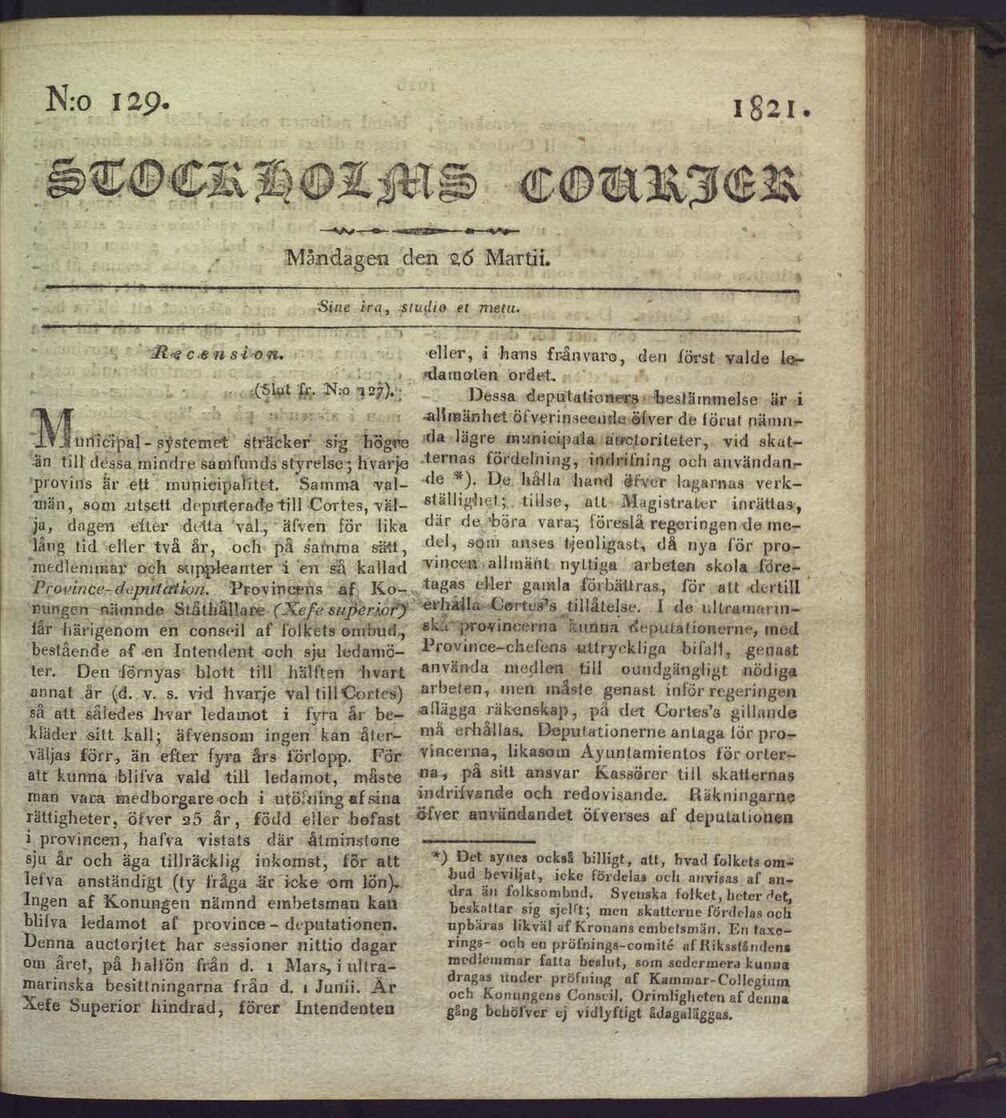 N:o 129.
1821.
STOCKHOLMS COURIER
Måndagen den 26 Martii.
Sine ira, studio et metu.
Recension.
(Slut fr. N:o 127).
Municipal-systemet sträcker sig högre
än till dessa mindre samfunds styrelse; hvarje
provins är ett municipalitet. Samma val-
män, som utsett deputerade till Cortes, väl-
ja, dagen efter detta val, äfven för lika
lång tid eller två år, och på samma sätt,
medlemmar och suppleanter i en så kallad
Province-deputation. Provincens af Ko-
nungen nämnde Ståthållare (Xefe superior)
får härigenom en conseil af folkets ombud,
bestående af en Intendent och sju ledamö-
ter. Den förnyas blott till hälften hvart
annat år (d. v. s. vid hvarje val till Cortes)
så att således hvar ledamot i fyra år be-
kläder sitt kall; äfvensom ingen kan åter-
väljas förr, än efter fyra års förlopp. För
att kunna blifva vald till ledamot, måste
man vara medborgare och i utöfning af sina
rättigheter, öfver 25 år, född eller bofast
i provincen, hafva vistats där åtminstone
sju år och äga tillräcklig inkomst, för att
lefva anständigt (ty fråga är icke om lön).
Ingen af Konungen nämnd embetsman kan
blifva ledamot af province-deputationen.
Denna auctoritet har sessioner nittio dagar
om året, på halfön från d. 1 Mars, i ultra-
marinska besittningarna från d. 1 Junii. Är
Xefe Superior hindrad, förer Intendenten
eller, i hans frånvaro, den först valde le-
damoten ordet.
Dessa deputationers bestämmelse är i
allmänhet öfverinseende öfver de förut nämn-
da lägre municipala auctoriteter, vid skat-
ternas fördelning, indrifning och användan-
de *). De hålla hand öfver lagarnas verk-
ställighet; tillse, att Magistrater inrättas,
där de böra vara; föreslå regeringen de me-
del, som anses tjenligast, då nya för pro-
vincen allmänt nyttiga arbeten skola före-
tagas eller gamla förbättras, för att dertill
erhålla Cortes's tillåtelse. I de ultramarin-
ska provincerna kunna deputationerne, med
Province-chefens uttryckliga bifall, genast
använda medlen till oundgängligt nödiga
arbeten, men måste genast inför regeringen
aflägga räkenskap, på det Cortes's gillande
må erhållas. Deputationerne antaga för pro-
vincerna, likasom Ayuntamientos för orter-
na, på sitt ansvar Kassörer till skatternas
indrifvande och redovisande. Räkningarne
öfver användandet öfverses af deputationen
*) Det synes också billigt, att, hvad folkets om-
bud beviljat, icke fördelas och anvisas af an-
dra än folksombud. Svenska folket, heter det,
beskattar sig sjelft; men skatterne fördelas och
upbäras likväl af Kronans embetsmän. En taxe-
rings- och en pröfnings-comité af Riksståndens
medlemmar fatta beslut, som sedermera kunna
dragas under pröfning af Kammar-Collegium
och Konungens Conseil. Orimligheten af denna
gång behöfver ej vidlyftigt ådagaläggas.